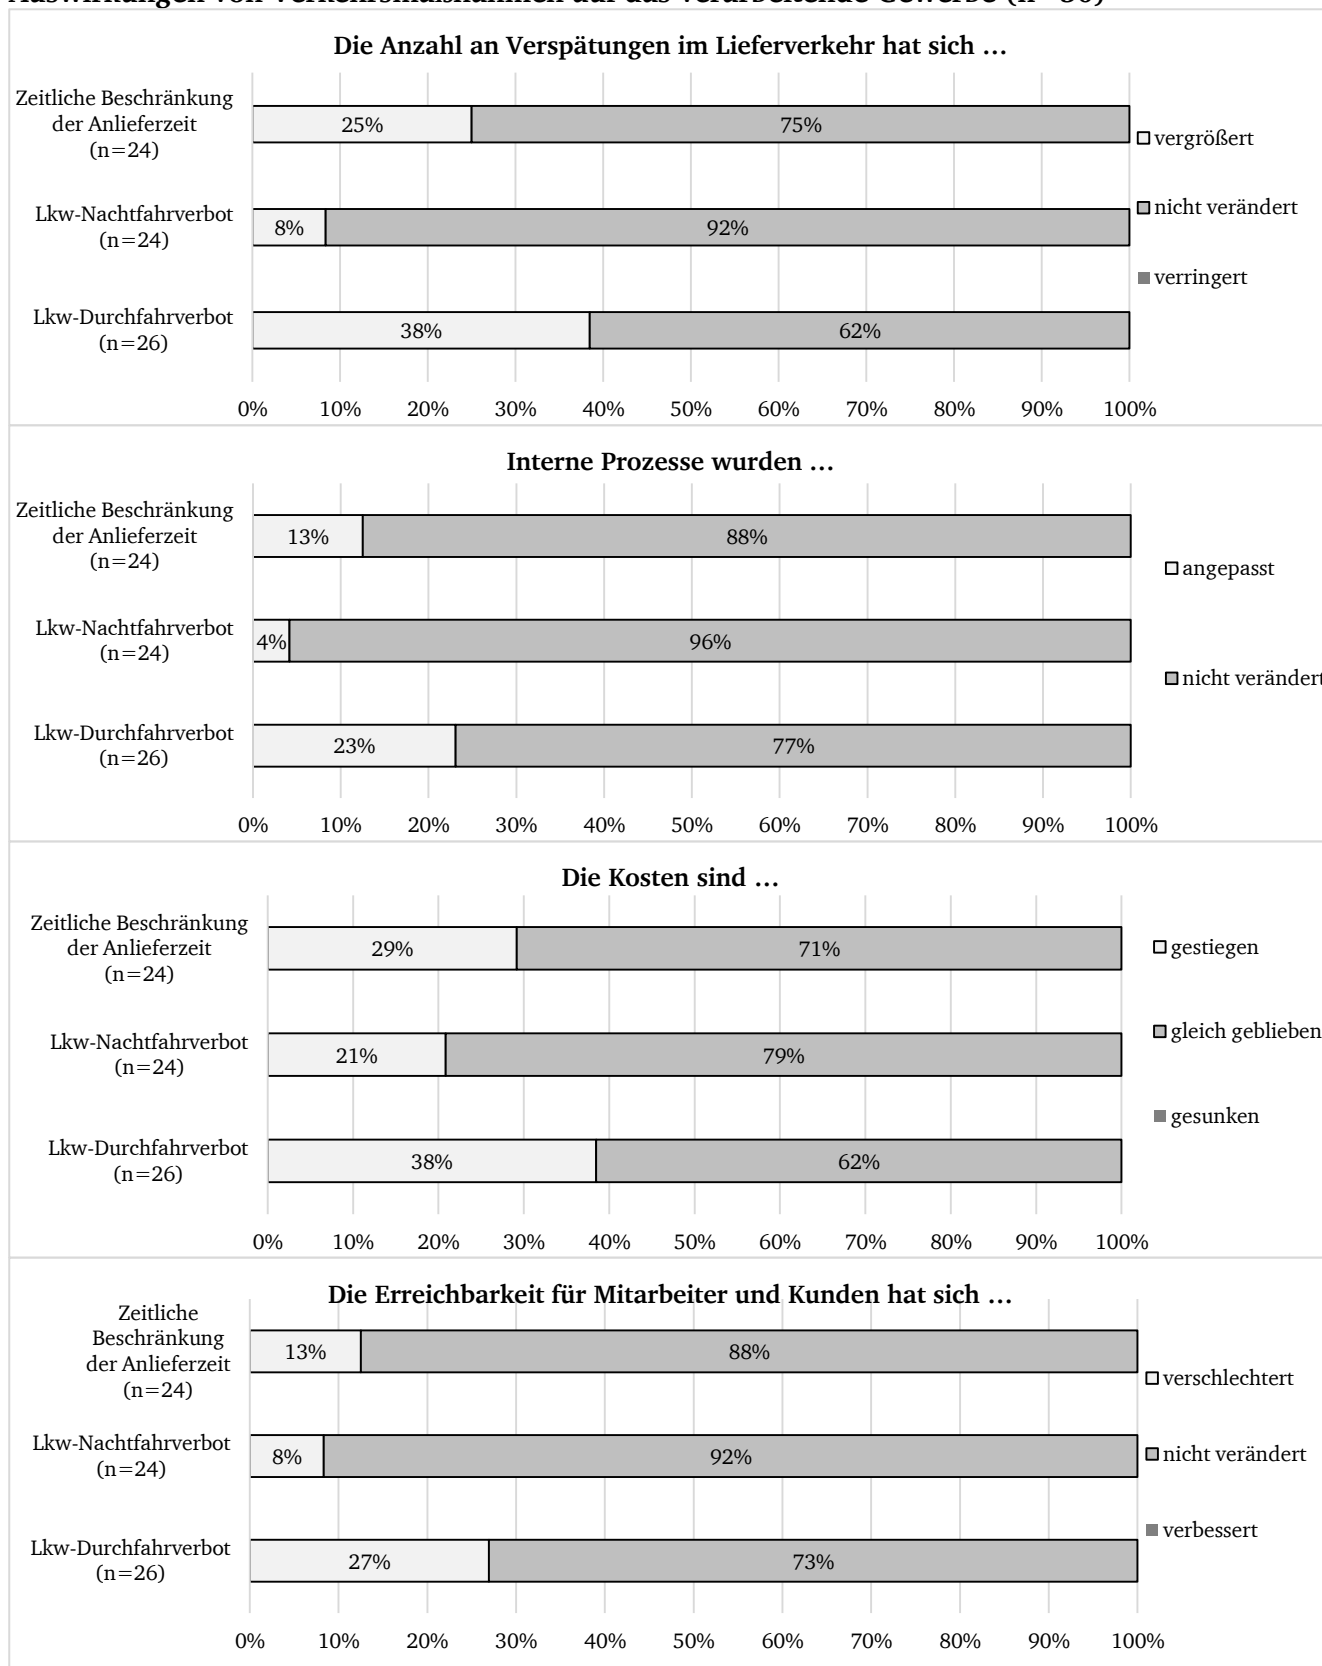 Die Anzahl an Verspätungen im Lieferverkehr hat sich …
Zeitliche Beschränkung
der Anlieferzeit
(n=24)
25%
75%
Lkw-Nachtfahrverbot
(n=24)
8%
92%
Lkw-Durchfahrverbot
(n=26)
38%
62%
vergrößert
nicht verändert
verringert
0% 10% 20% 30% 40% 50% 60% 70% 80% 90% 100%
Interne Prozesse wurden …
Zeitliche Beschränkung
der Anlieferzeit
(n=24)
13%
88%
Lkw-Nachtfahrverbot
(n=24)
4%
96%
Lkw-Durchfahrverbot
(n=26)
23%
77%
angepasst
nicht verändert
0% 10% 20% 30% 40% 50% 60% 70% 80% 90% 100%
Die Kosten sind …
Zeitliche Beschränkung
der Anlieferzeit
(n=24)
29%
71%
Lkw-Nachtfahrverbot
(n=24)
21%
79%
Lkw-Durchfahrverbot
(n=26)
38%
62%
gestiegen
gleich geblieben
gesunken
0% 10% 20% 30% 40% 50% 60% 70% 80% 90% 100%
Die Erreichbarkeit für Mitarbeiter und Kunden hat sich …
Zeitliche
Beschränkung
der Anlieferzeit
(n=24)
13%
88%
Lkw-Nachtfahrverbot
(n=24)
8%
92%
Lkw-Durchfahrverbot
(n=26)
27%
73%
verschlechtert
nicht verändert
verbessert
0% 10% 20% 30% 40% 50% 60% 70% 80% 90% 100%